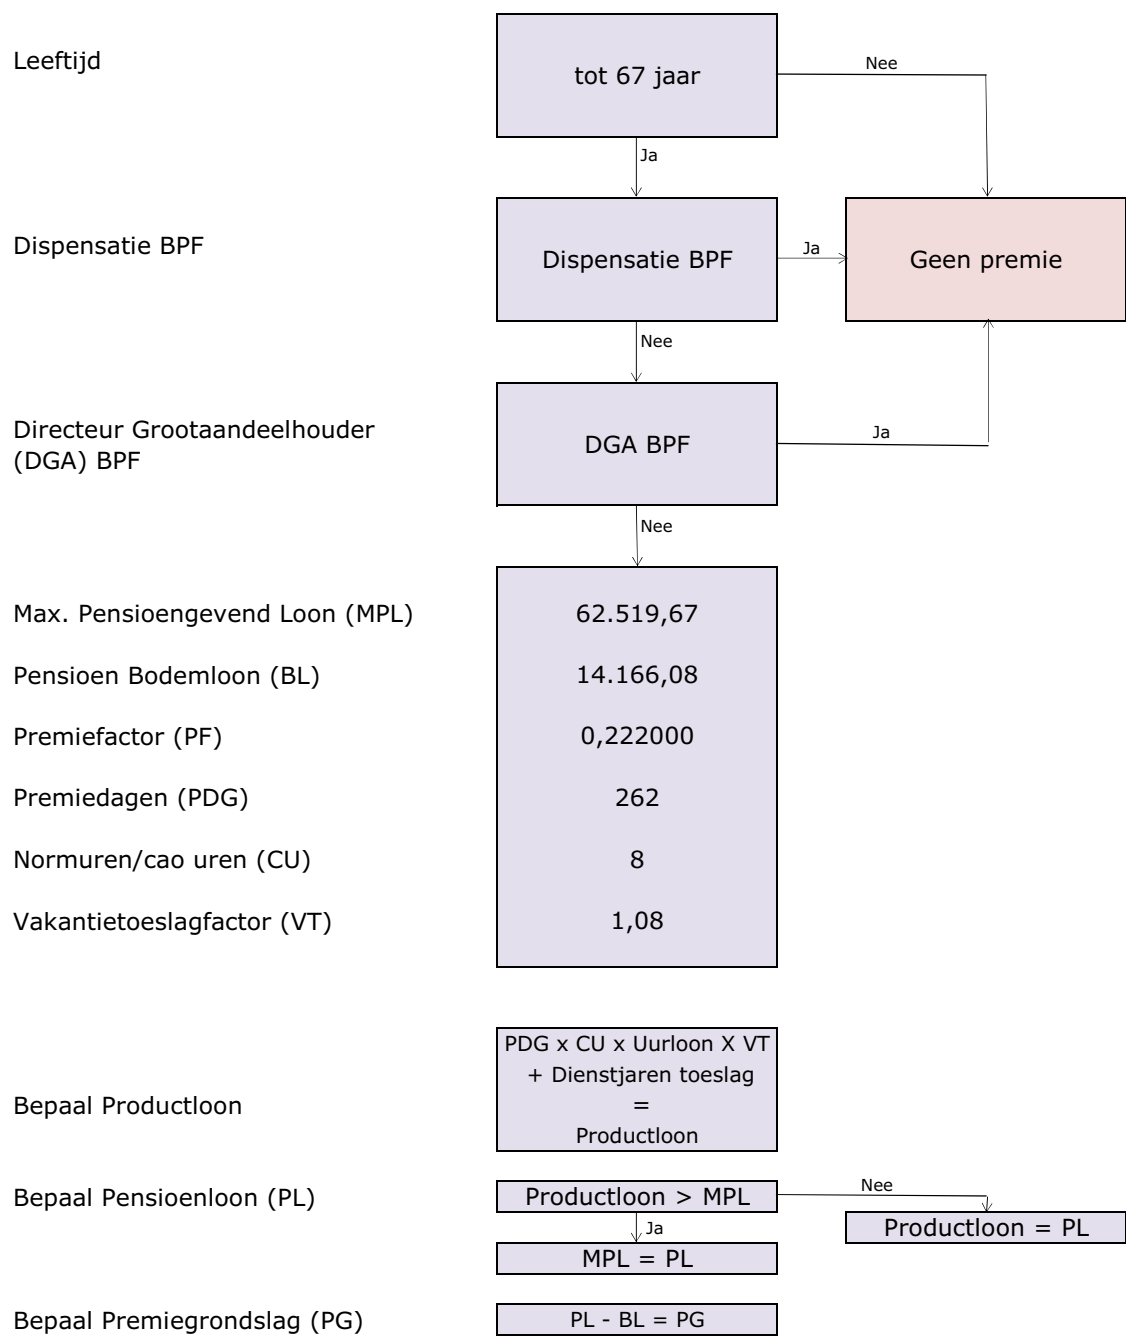 Leeftijd
tot 67 jaar
Nee
Ja
Dispensatie BPF
Dispensatie BPF
Ja
Geen premie
Nee
Directeur Grootaandeelhouder
(DGA) BPF
DGA BPF
Ja
Nee
Max. Pensioengevend Loon (MPL)
62.519,67
Pensioen Bodemloon (BL)
14.166,08
Premiefactor (PF)
0,222000
Premiedagen (PDG)
262
Normuren/cao uren (CU)
8
Vakantietoeslagfactor (VT)
1,08
Bepaal Productloon
PDG x CU x Uurloon X VT
+ Dienstjaren toeslag
=
Productloon
Bepaal Pensioenloon (PL)
Productloon > MPL
Nee
Productloon = PL
Ja
MPL = PL
Bepaal Premiegrondslag (PG)
PL - BL = PG